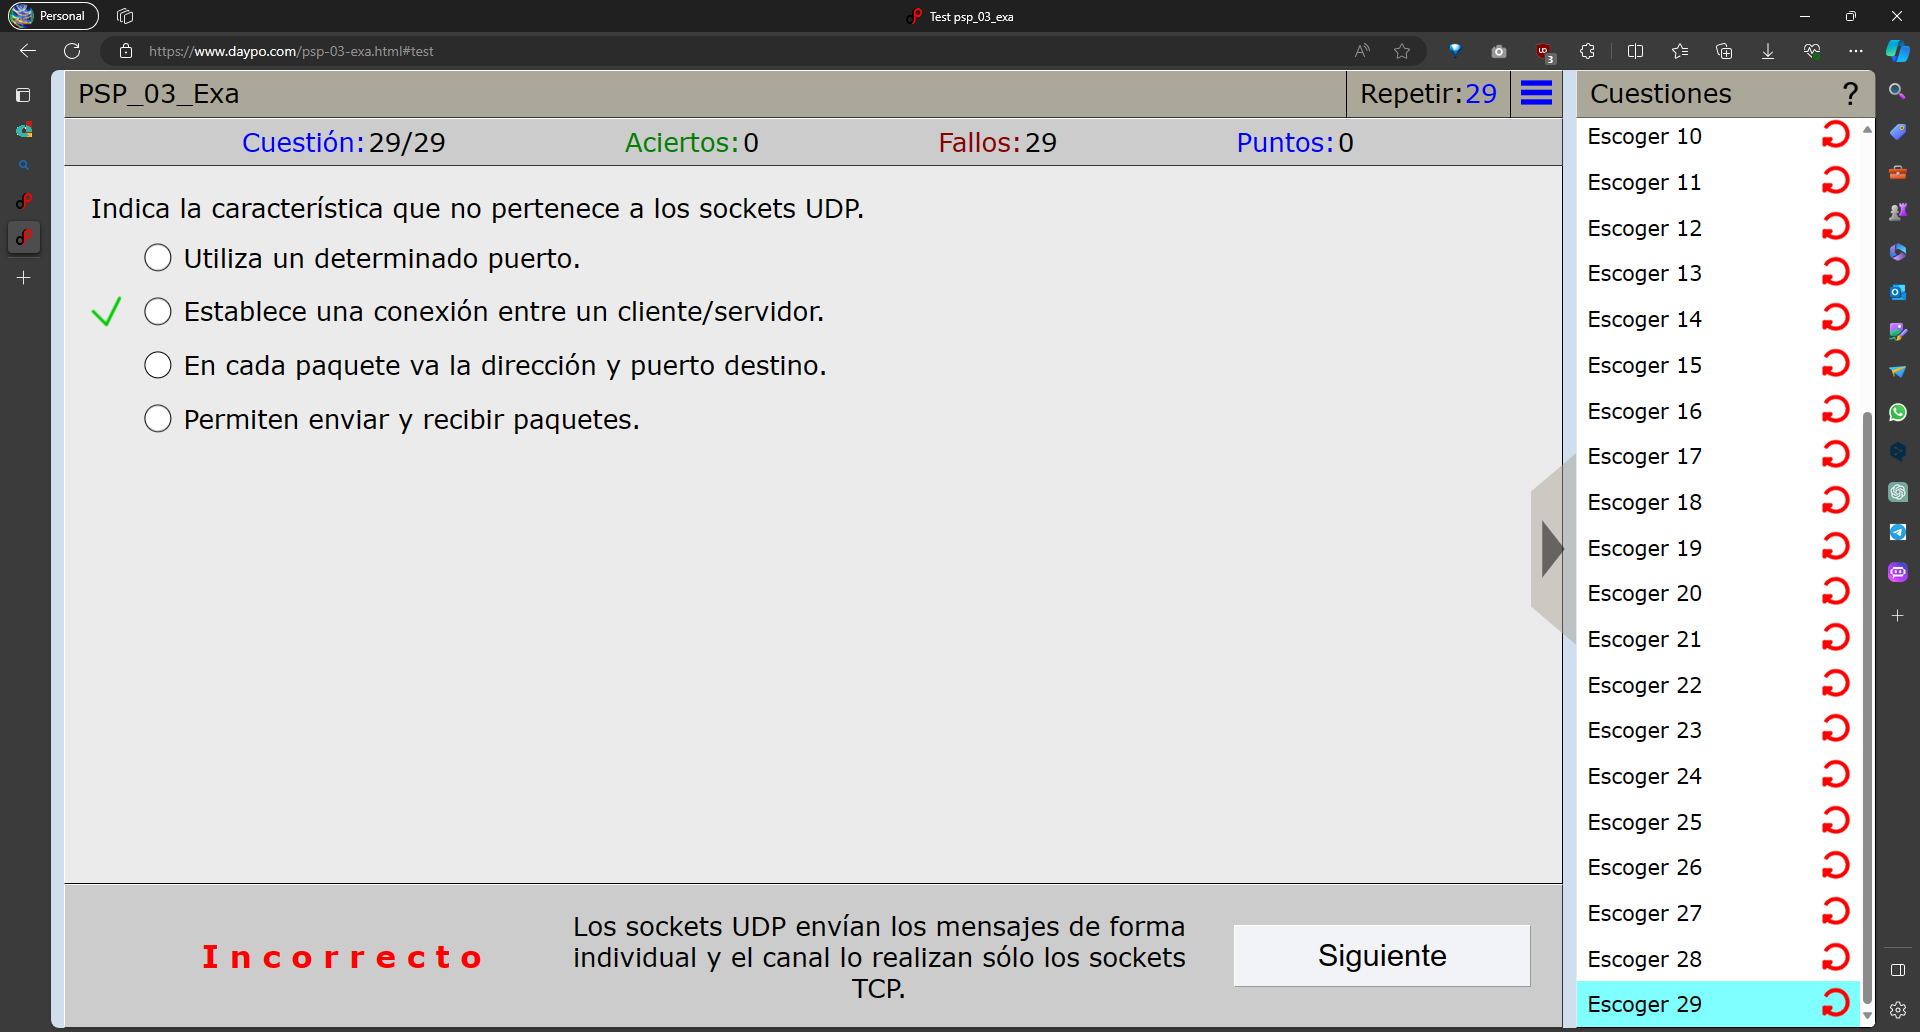 Personal
Test psp_03_exa
https://www.daypo.com/psp-03-exa.html#test
3
PSP_03_Exa
Repetir:29
Cuestión:29/29
Aciertos:0
Fallos:29
Puntos:0
Indica la característica que no pertenece a los sockets UDP.
Utiliza un determinado puerto.
Establece una conexión entre un cliente/servidor.
En cada paquete va la dirección y puerto destino.
Permiten enviar y recibir paquetes.
Incorrecto
Los sockets UDP envían los mensajes de forma
individual y el canal lo realizan sólo los sockets
TCP.
Siguiente
Cuestiones ?
Escoger 10
Escoger 11
Escoger 12
Escoger 13
Escoger 14
Escoger 15
Escoger 16
Escoger 17
Escoger 18
Escoger 19
Escoger 20
Escoger 21
Escoger 22
Escoger 23
Escoger 24
Escoger 25
Escoger 26
Escoger 27
Escoger 28
Escoger 29